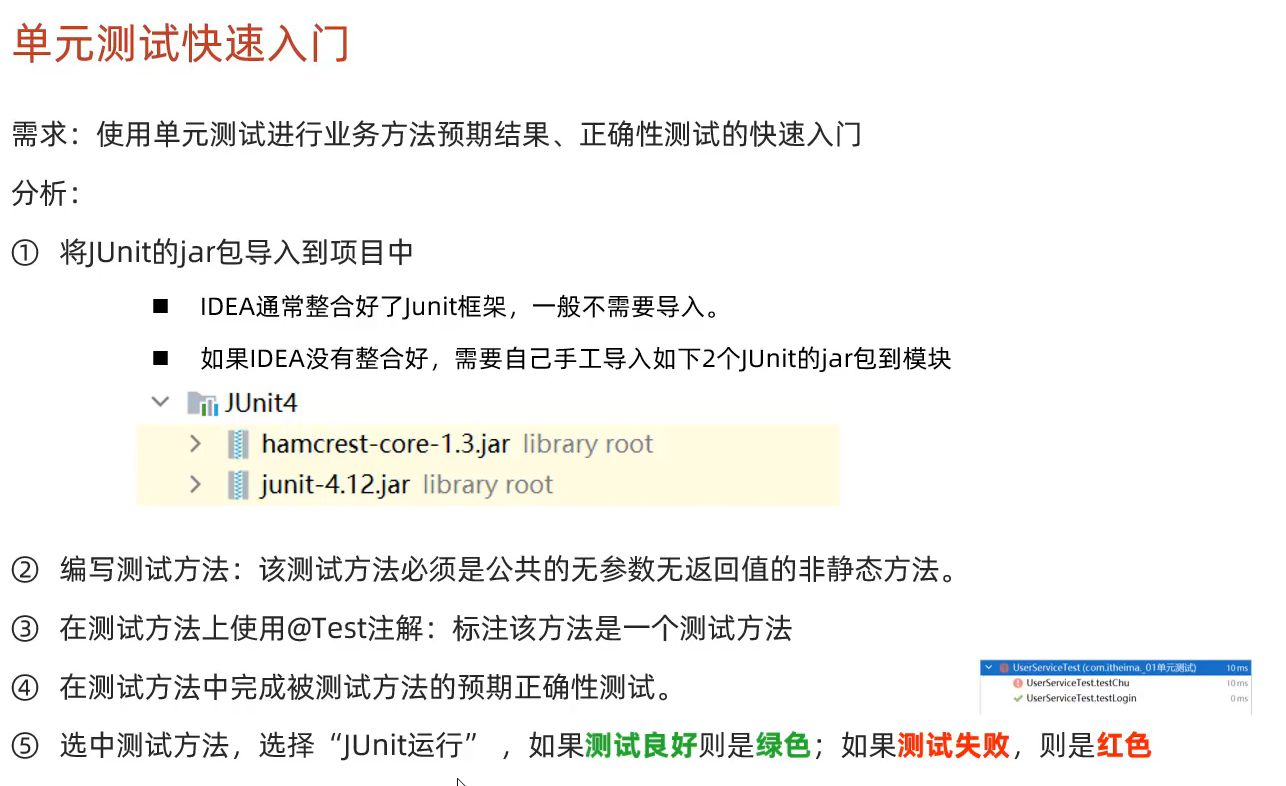 单元测试快速入门
需求：使用单元测试进行业务方法预期结果、正确性测试的快速入门
分析：
① 将JUnit的jar包导入到项目中
■ IDEA通常整合好了Junit框架，一般不需要导入。
■ 如果IDEA没有整合好，需要自己手工导入如下2个JUnit的jar包到模块
JUnit4
hamcrest-core-1.3.jar library root
junit-4.12.jar library root
② 编写测试方法：该测试方法必须是公共的无参数无返回值的非静态方法。
③ 在测试方法上使用@Test注解：标注该方法是一个测试方法
④ 在测试方法中完成被测试方法的预期正确性测试。
UserServiceTest (com.itheima._01单元测试) 10 ms
UserServiceTest.testChu 10 ms
UserServiceTest.testLogin 0 ms
⑤ 选中测试方法，选择“JUnit运行” ，如果测试良好则是绿色；如果测试失败，则是红色